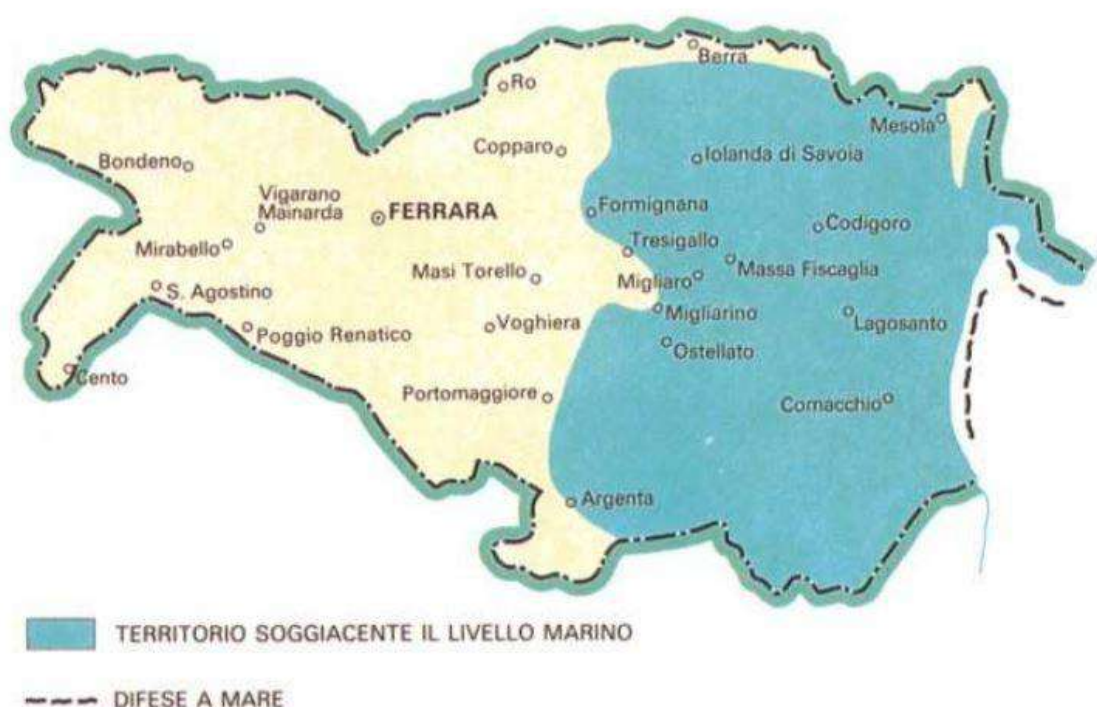 Berra
Ro
Mesola
Copparo
Iolanda di Savoia
Bondeno
Vigarano
Mainarda
FERRARA
Formignana
Codigoro
Mirabello
Tresigallo
Masi Torello
Migliaro
Massa Fiscaglia
S. Agostino
Migliarino
Lagosanto
Poggio Renatico
Voghiera
Ostellato
Cento
Portomaggiore
Comacchio
Argenta
TERRITORIO SOGGIACENTE IL LIVELLO MARINO
DIFESE A MARE